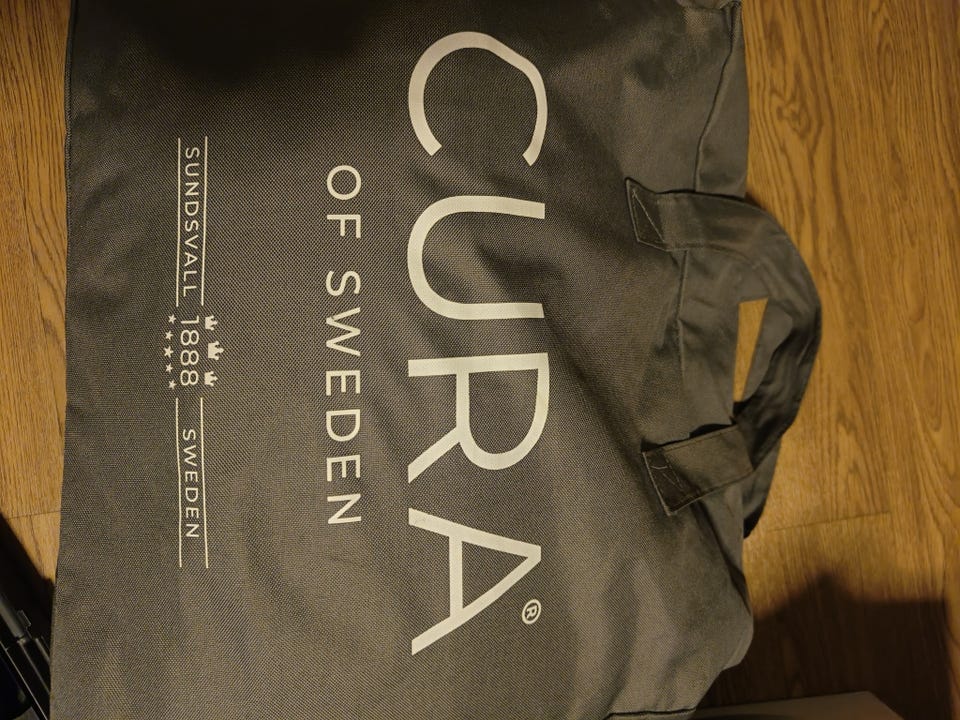 CURA®
OF SWEDEN
SUNDSVALL 1888 SWEDEN